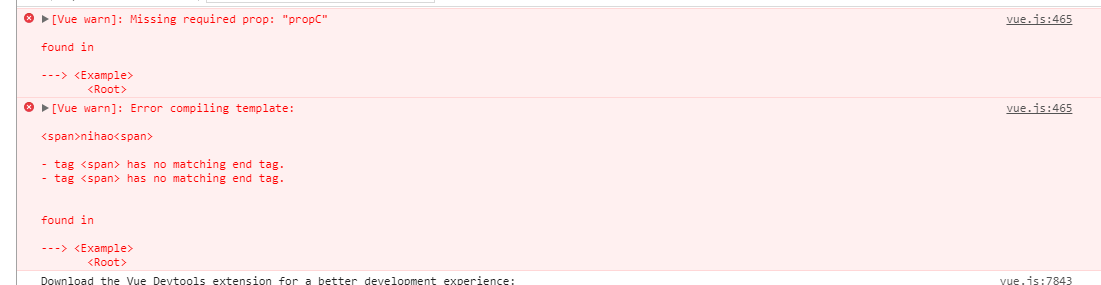 [Vue warn]: Missing required prop: "propC" vue.js:465
found in
---> <Example>
<Root>
[Vue warn]: Error compiling template: vue.js:465
<span>nihao<span>
- tag <span> has no matching end tag.
- tag <span> has no matching end tag.
found in
---> <Example>
<Root>
Download the Vue Devtools extension for a better development experience: vue.js:7843